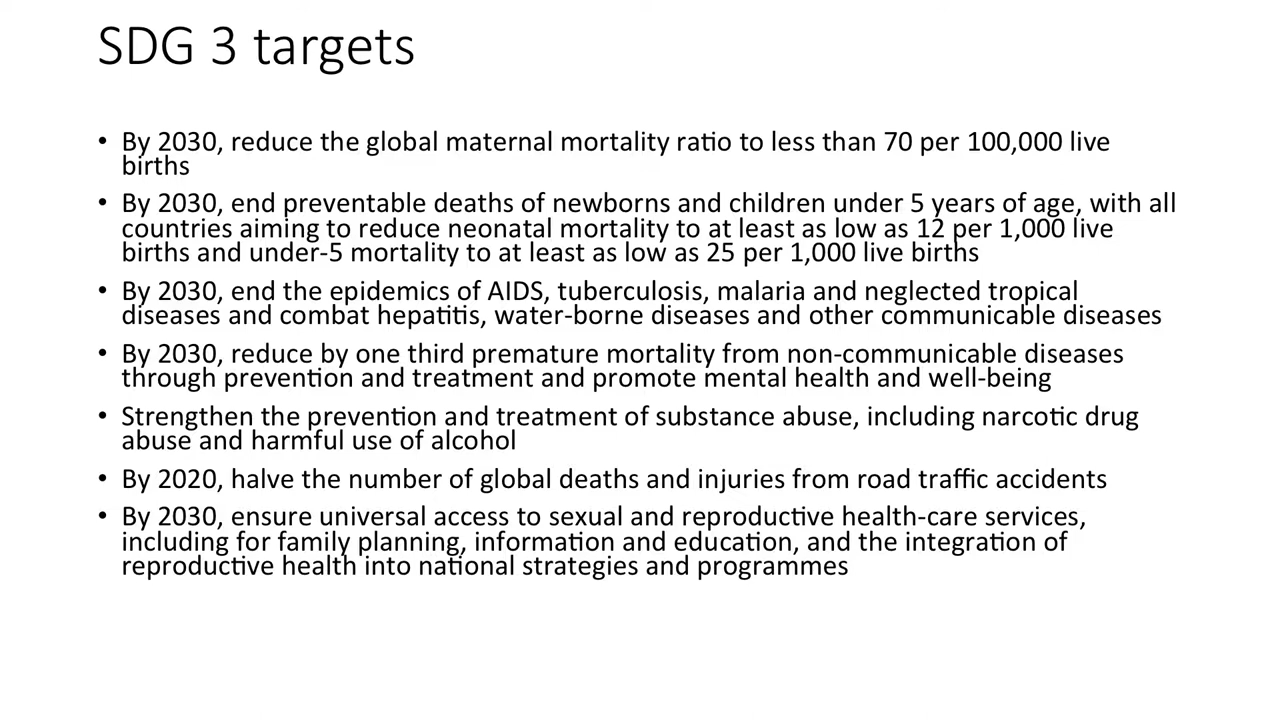 SDG 3 targets
• By 2030, reduce the global maternal mortality ratio to less than 70 per 100,000 live
births
• By 2030, end preventable deaths of newborns and children under 5 years of age, with all
countries aiming to reduce neonatal mortality to at least as low as 12 per 1,000 live
births and under-5 mortality to at least as low as 25 per 1,000 live births
• By 2030, end the epidemics of AIDS, tuberculosis, malaria and neglected tropical
diseases and combat hepatitis, water-borne diseases and other communicable diseases
• By 2030, reduce by one third premature mortality from non-communicable diseases
through prevention and treatment and promote mental health and well-being
• Strengthen the prevention and treatment of substance abuse, including narcotic drug
abuse and harmful use of alcohol
• By 2020, halve the number of global deaths and injuries from road traffic accidents
• By 2030, ensure universal access to sexual and reproductive health-care services,
including for family planning, information and education, and the integration of
reproductive health into national strategies and programmes